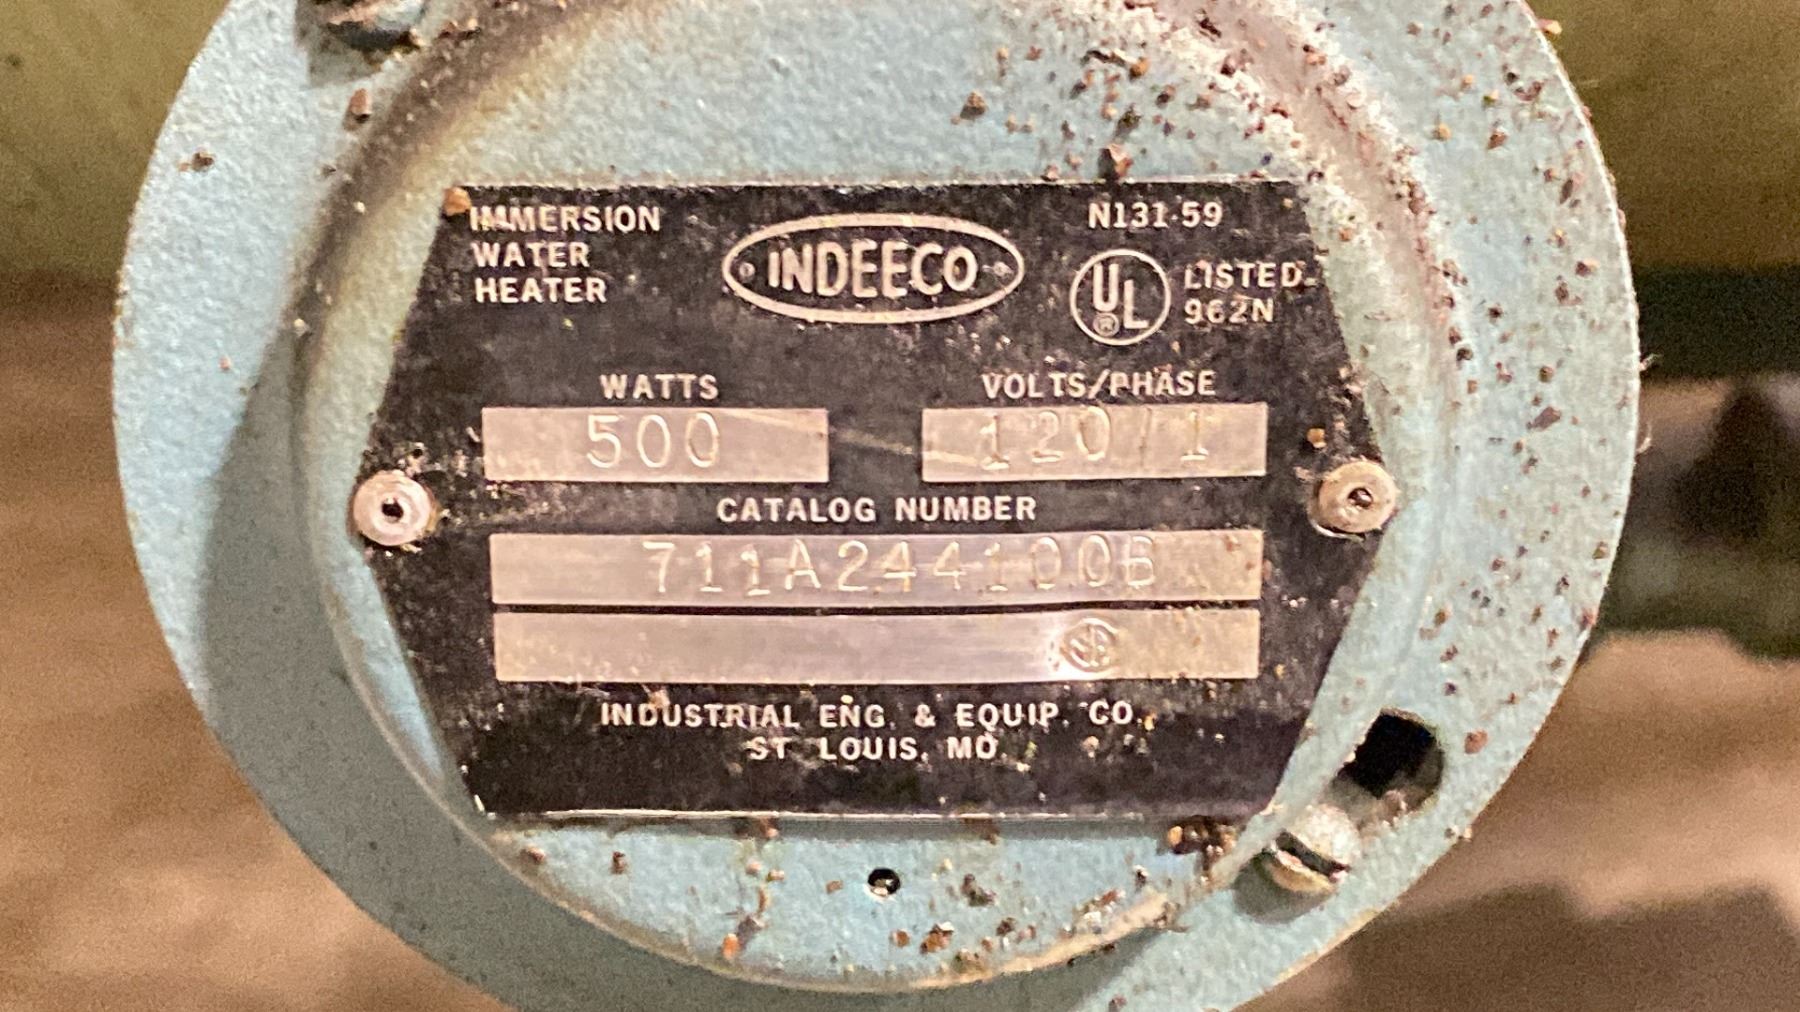 IMMERSION
WATER
HEATER
INDEECO
N131-59
UL
®
LISTED
962N
WATTS
500
VOLTS/PHASE
120/1
CATALOG NUMBER
711A244100B
INDUSTRIAL ENG. & EQUIP. CO.,
ST LOUIS, MO.